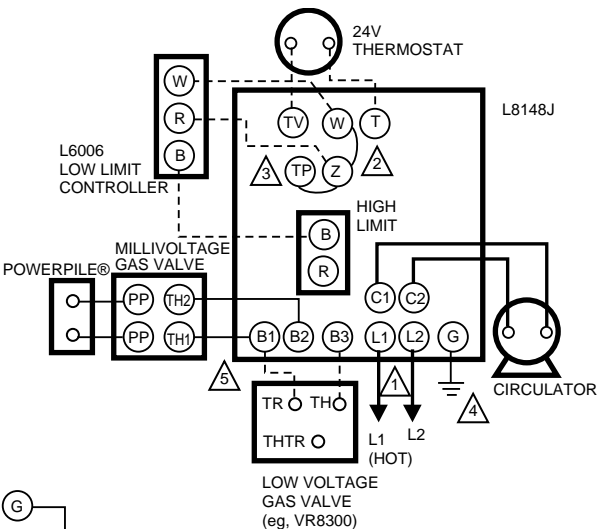 24V
THERMOSTAT
L8148J
W
R
B
L6006
LOW LIMIT
CONTROLLER
TV
W
T
3
TP
Z
2
HIGH
LIMIT
B
R
MILLIVOLTAGE
GAS VALVE
POWERPILE®
PP
TH2
PP
TH1
C1
C2
B1
B2
B3
L1
L2
G
5
1
4
CIRCULATOR
TR
TH
THTR
L1
(HOT)
L2
LOW VOLTAGE
GAS VALVE
(eg, VR8300)
G